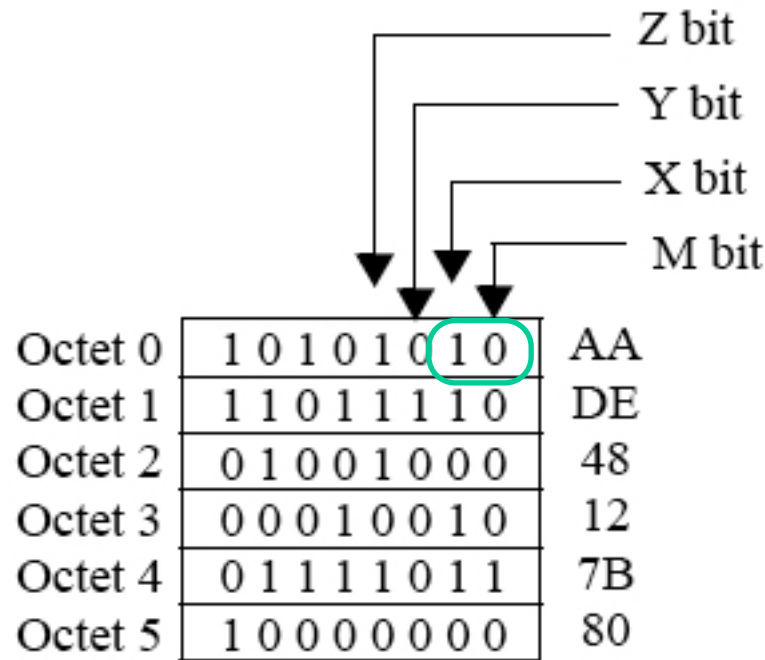 Z bit
Y bit
X bit
M bit
Octet 0 1 0 1 0 1 0 1 0 AA
Octet 1 1 1 0 1 1 1 1 0 DE
Octet 2 0 1 0 0 1 0 0 0 48
Octet 3 0 0 0 1 0 0 1 0 12
Octet 4 0 1 1 1 1 0 1 1 7B
Octet 5 1 0 0 0 0 0 0 0 80